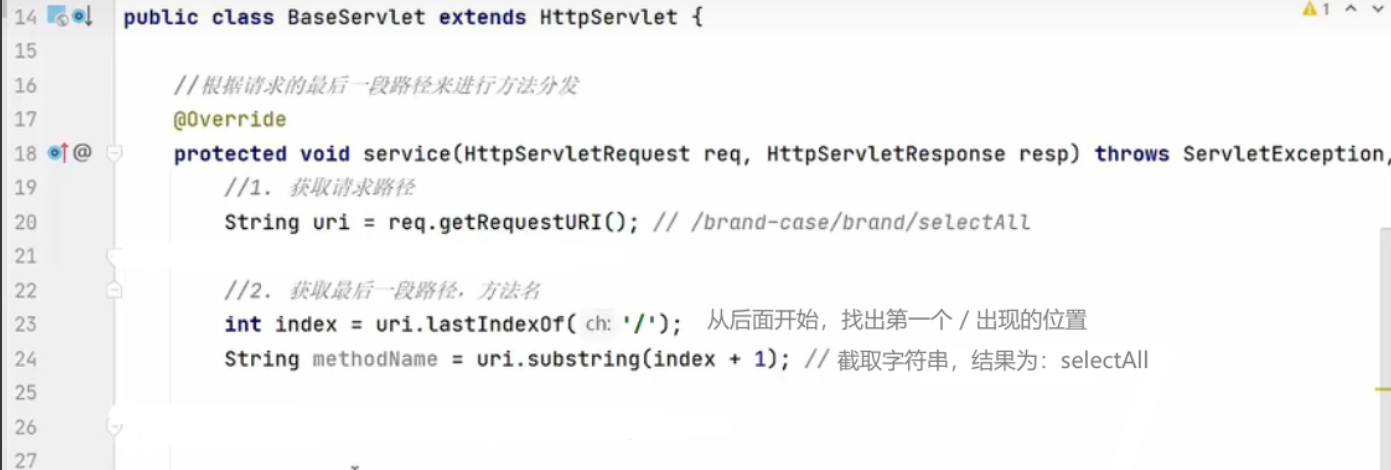 14 public class BaseServlet extends HttpServlet {
1
15
16 //根据请求的最后一段路径来进行方法分发
17 @Override
18 @ protected void service(HttpServletRequest req, HttpServletResponse resp) throws ServletException,
19 //1. 获取请求路径
20 String uri = req.getRequestURI(); // /brand-case/brand/selectAll
21
22 //2. 获取最后一段路径，方法名
23 int index = uri.lastIndexOf( ch: '/'); 从后面开始，找出第一个 / 出现的位置
24 String methodName = uri.substring(index + 1); // 截取字符串，结果为：selectAll
25
26
27